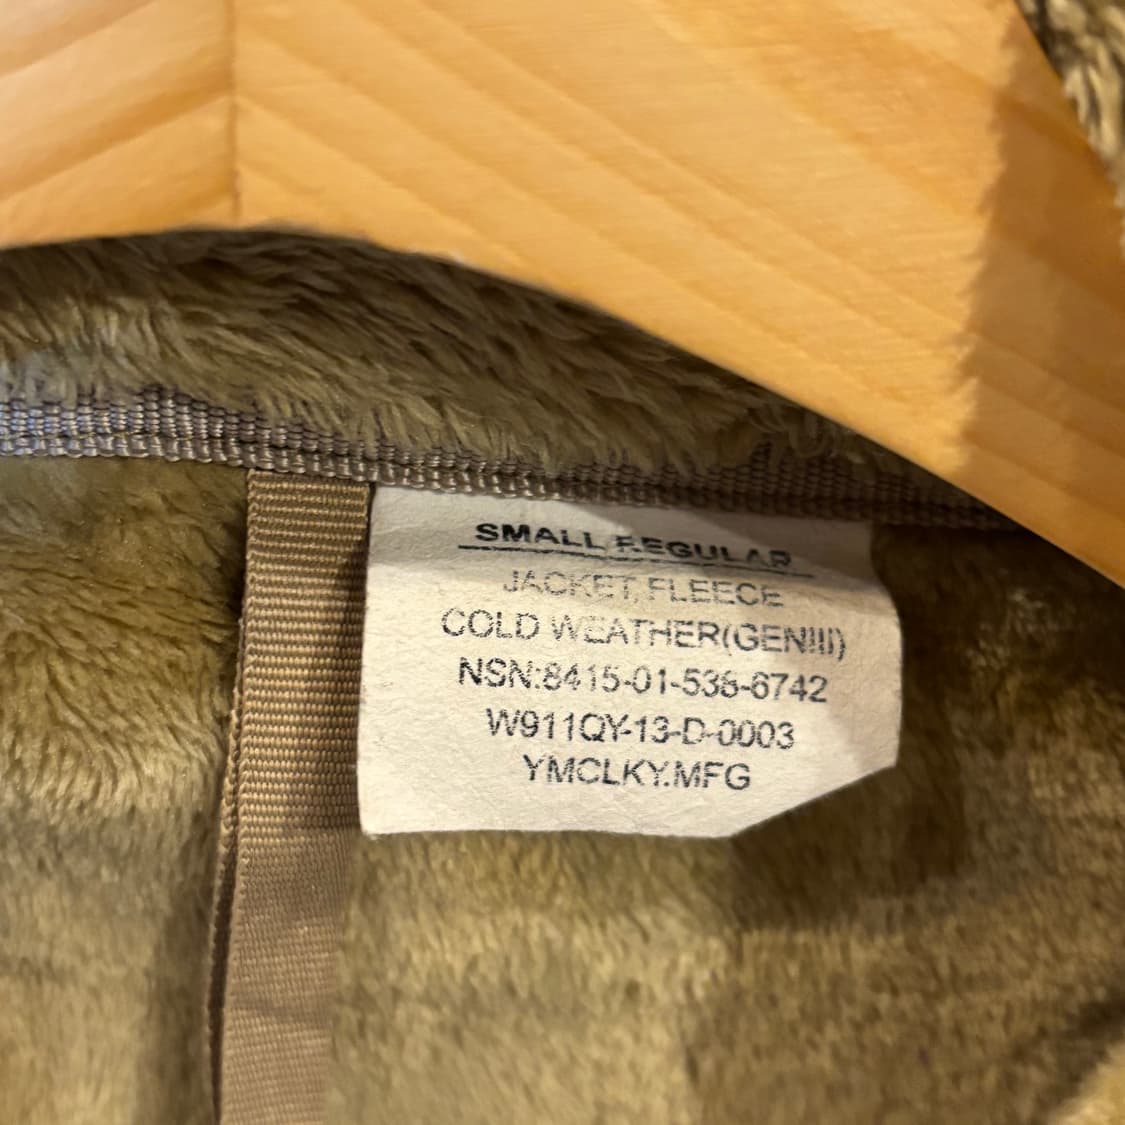 SMALL REGULAR
JACKET, FLEECE
COLD WEATHER(GENIII)
NSN:8415-01-538-6742
W911QY-13-D-0003
YMCLKY.MFG